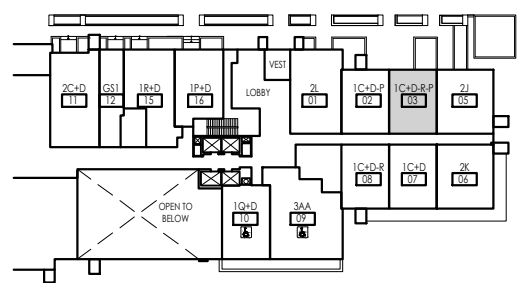 VEST
2C+D
11
GS1
12
1R+D
15
1P+D
16
LOBBY
2L
01
1C+D-P
02
1C+D-R-P
03
2J
05
1C+D-R
08
1C+D
07
2K
06
OPEN TO
BELOW
1Q+D
10
3AA
09